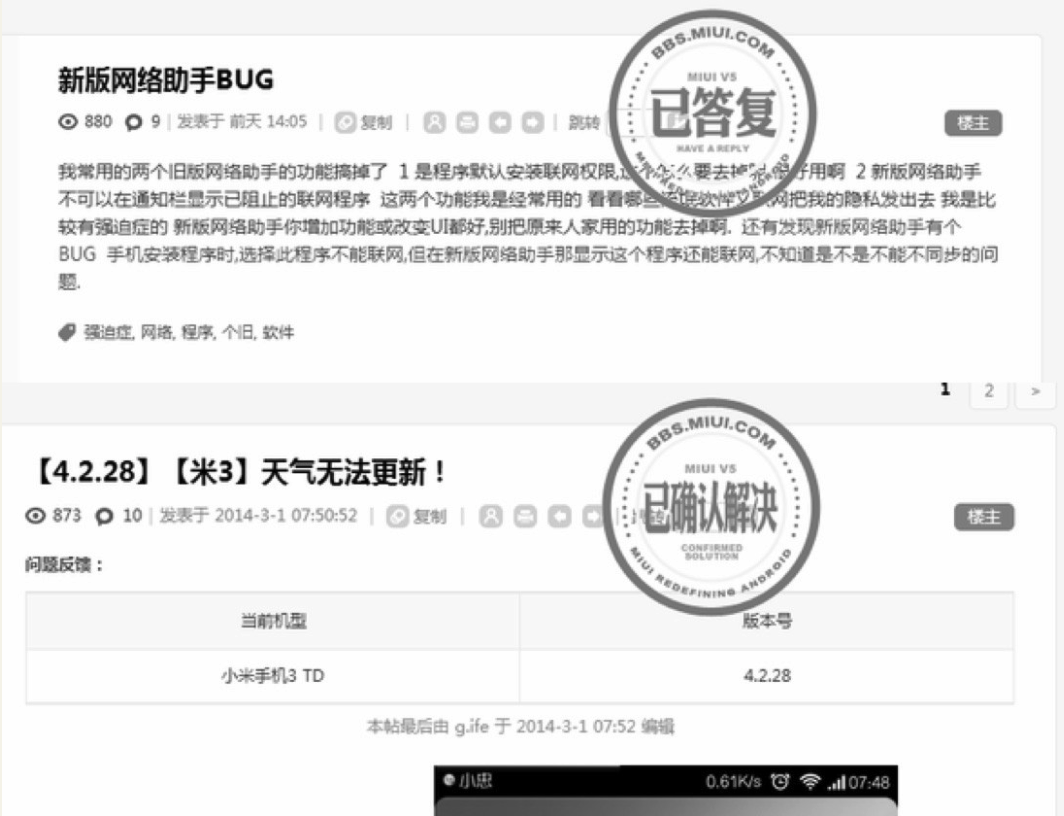 BBS.MIUI.COM
MIUI V5
已答复
HAVE A REPLY
新版网络助手BUG
880 9 | 发表于 前天 14:05 | 复制 | | 跳转
楼主
我常用的两个旧版网络助手的功能搞掉了 1 是程序默认安装联网权限,这个怎么要去掉呢,很好用啊 2 新版网络助手
不可以在通知栏显示已阻止的联网程序 这两个功能我是经常用的 看看哪些 软件又联网把我的隐私发出去 我是比
较有强迫症的 新版网络助手你增加功能或改变UI都好,别把原来人家用的功能去掉啊. 还有发现新版网络助手有个
BUG 手机安装程序时,选择此程序不能联网,但在新版网络助手那显示这个程序还能联网,不知道是不是不能不同步的问
题.
强迫症, 网络, 程序, 个旧, 软件
1 2 >
BBS.MIUI.COM
MIUI V5
已确认解决
CONFIRMED
SOLUTION
MIUI REDEFINING ANDROID
【4.2.28】【米3】天气无法更新！
873 10 | 发表于 2014-3-1 07:50:52 | 复制 | |
楼主
问题反馈：
当前机型 版本号
小米手机3 TD 4.2.28
本帖最后由 g.ife 于 2014-3-1 07:52 编辑
小忠 0.61K/s 07:48